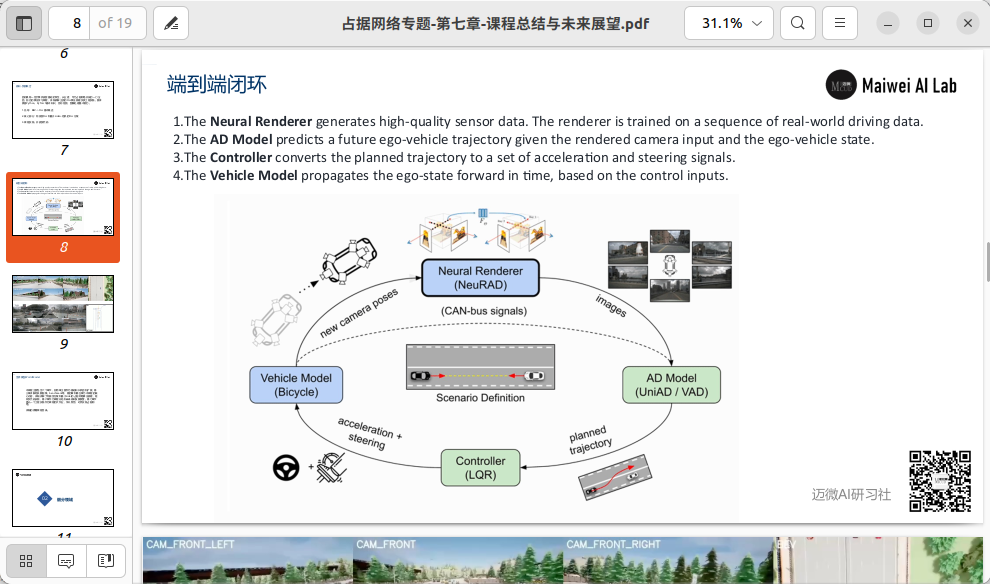 8 of 19
占据网络专题-第七章-课程总结与未来展望.pdf
31.1%
6
7
8
9
10
11
端到端闭环
Maiwei AI Lab
1.The Neural Renderer generates high-quality sensor data. The renderer is trained on a sequence of real-world driving data.
2.The AD Model predicts a future ego-vehicle trajectory given the rendered camera input and the ego-vehicle state.
3.The Controller converts the planned trajectory to a set of acceleration and steering signals.
4.The Vehicle Model propagates the ego-state forward in time, based on the control inputs.
Neural Renderer
(NeuRAD)
new camera poses
(CAN-bus signals)
images
Vehicle Model
(Bicycle)
Scenario Definition
AD Model
(UniAD / VAD)
acceleration +
steering
+
Controller
(LQR)
planned
trajectory
迈微AI研习社
CAM_FRONT_LEFT
CAM_FRONT
CAM_FRONT_RIGHT
BEV